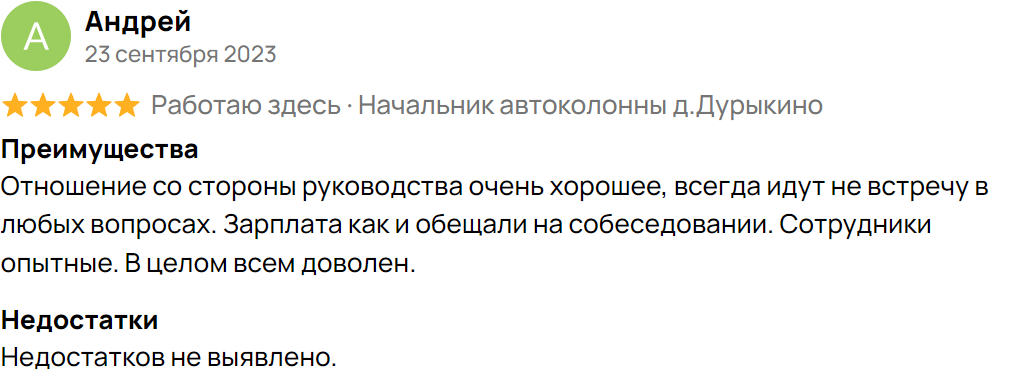 А
Андрей
23 сентября 2023
Работаю здесь · Начальник автоколонны д.Дурыкино
Преимущества
Отношение со стороны руководства очень хорошее, всегда идут не встречу в
любых вопросах. Зарплата как и обещали на собеседовании. Сотрудники
опытные. В целом всем доволен.
Недостатки
Недостатков не выявлено.